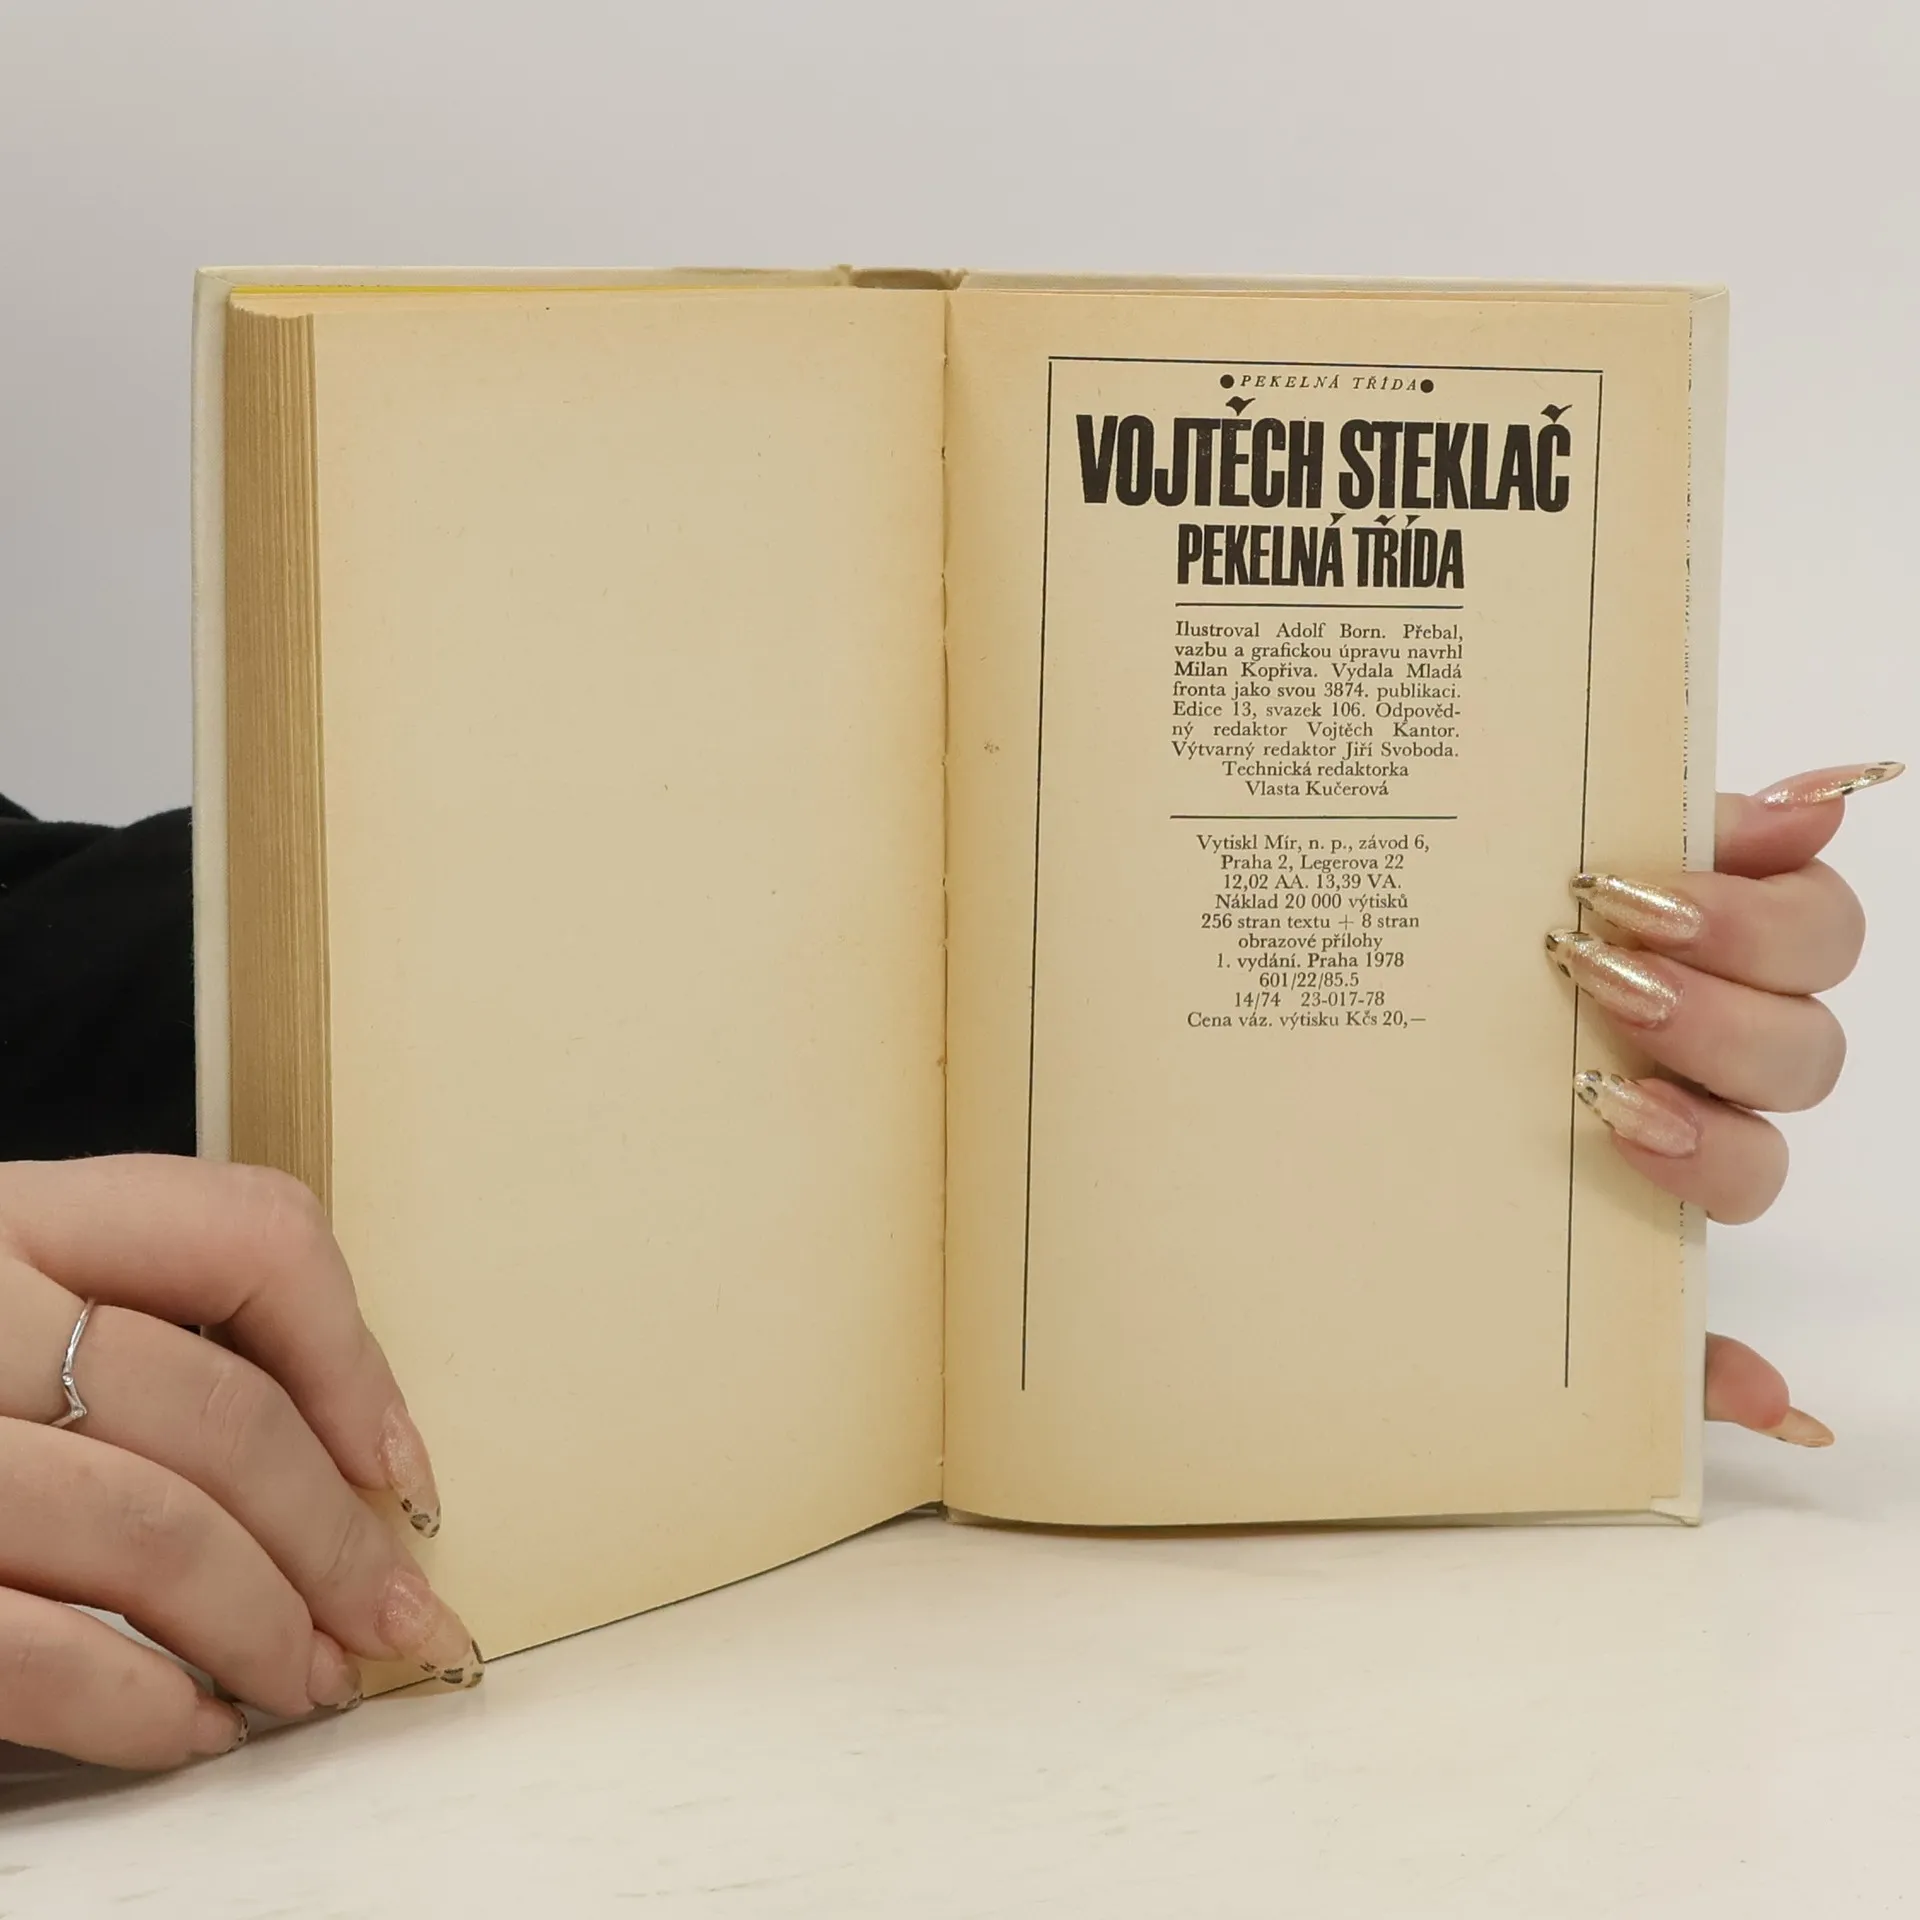 ●PEKELNÁ TŘÍDA●
VOJTĚCH STEKLAČ
PEKELNÁ TŘÍDA
Ilustroval Adolf Born. Přebal,
vazbu a grafickou úpravu navrhl
Milan Kopřiva. Vydala Mladá
fronta jako svou 3874. publikaci.
Edice 13, svazek 106. Odpověd-
ný redaktor Vojtěch Kantor.
Výtvarný redaktor Jiří Svoboda.
Technická redaktorka
Vlasta Kučerová
Vytiskl Mír, n. p., závod 6,
Praha 2, Legerova 22
12,02 AA. 13,39 VA.
Náklad 20 000 výtisků
256 stran textu + 8 stran
obrazové přílohy
1. vydání. Praha 1978
601/22/85.5
14/74 23-017-78
Cena váz. výtisku Kčs 20,—